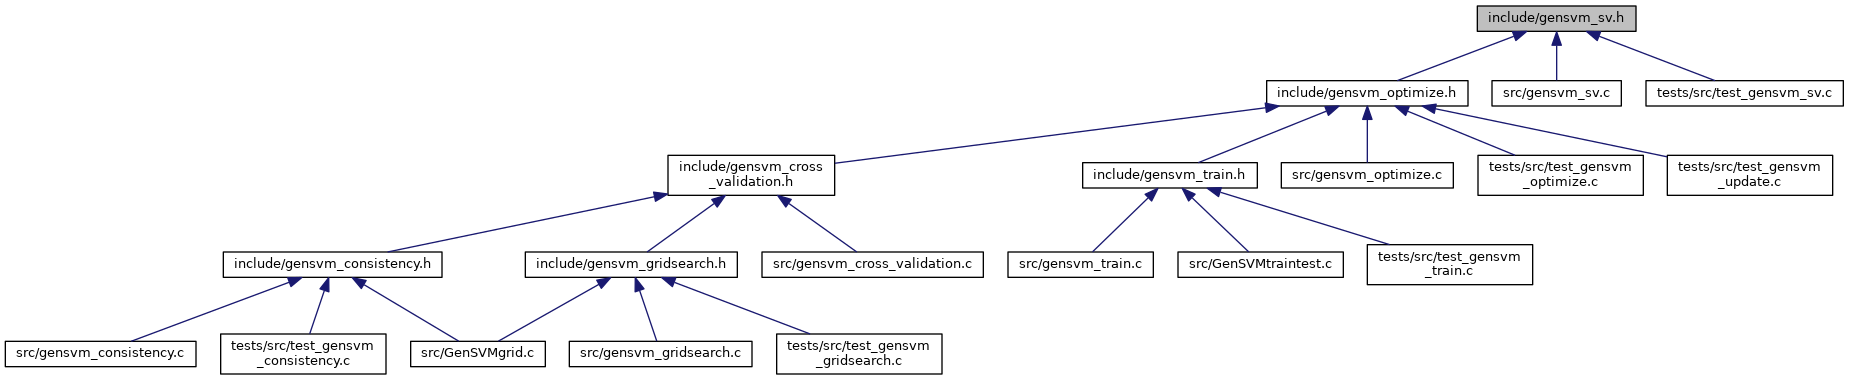 include/gensvm_sv.h
include/gensvm_optimize.h
src/gensvm_sv.c
tests/src/test_gensvm_sv.c
include/gensvm_cross
_validation.h
include/gensvm_train.h
src/gensvm_optimize.c
tests/src/test_gensvm
_optimize.c
tests/src/test_gensvm
_update.c
include/gensvm_consistency.h
include/gensvm_gridsearch.h
src/gensvm_cross_validation.c
src/gensvm_train.c
src/GenSVMtraintest.c
tests/src/test_gensvm
_train.c
src/gensvm_consistency.c
tests/src/test_gensvm
_consistency.c
src/GenSVMgrid.c
src/gensvm_gridsearch.c
tests/src/test_gensvm
_gridsearch.c